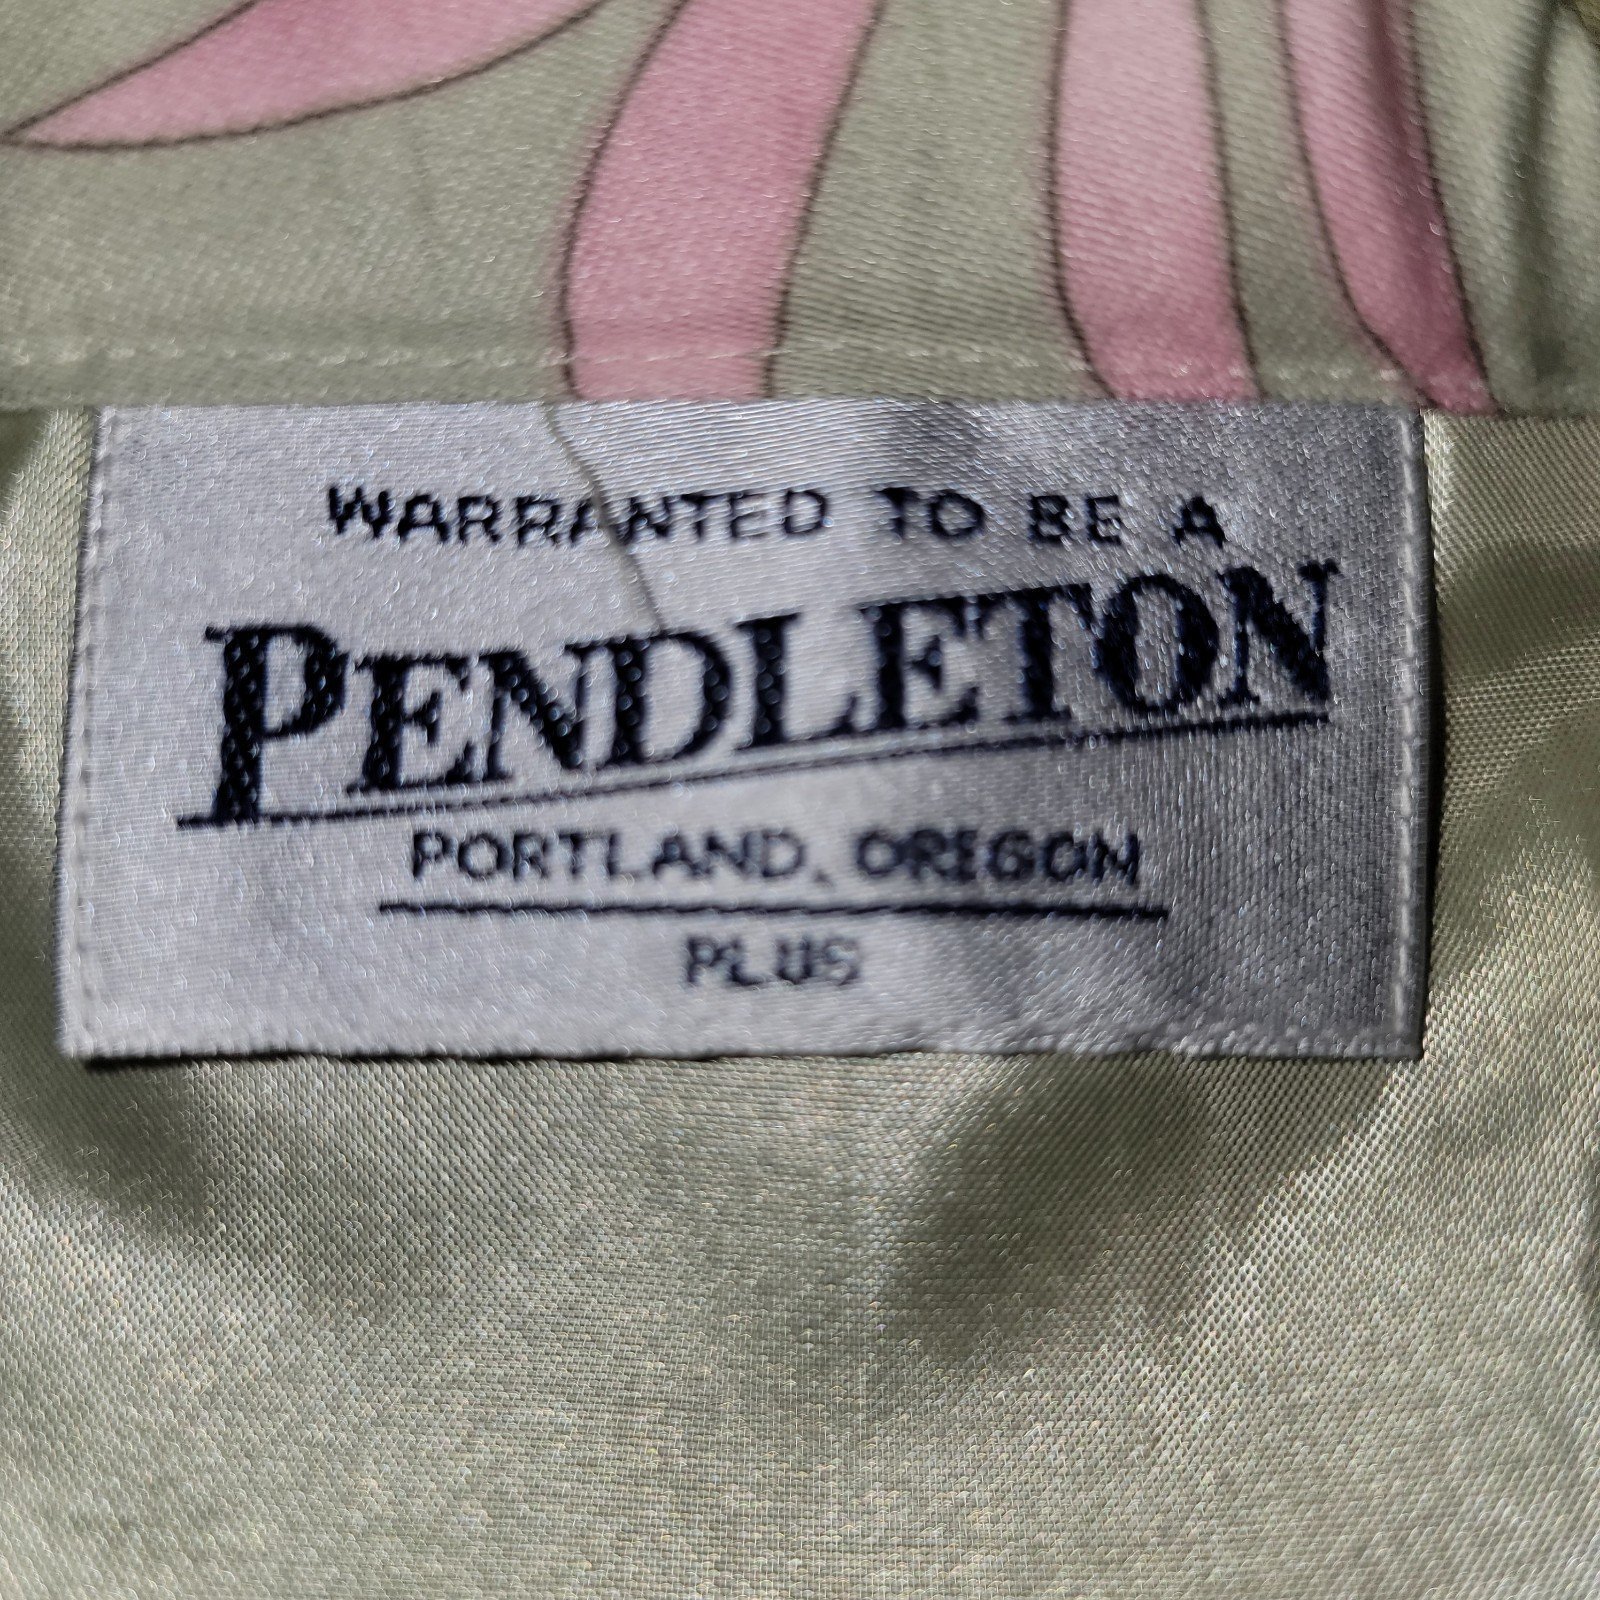 WARRANTED TO BE A
PENDLETON
PORTLAND, OREGON
PLUS